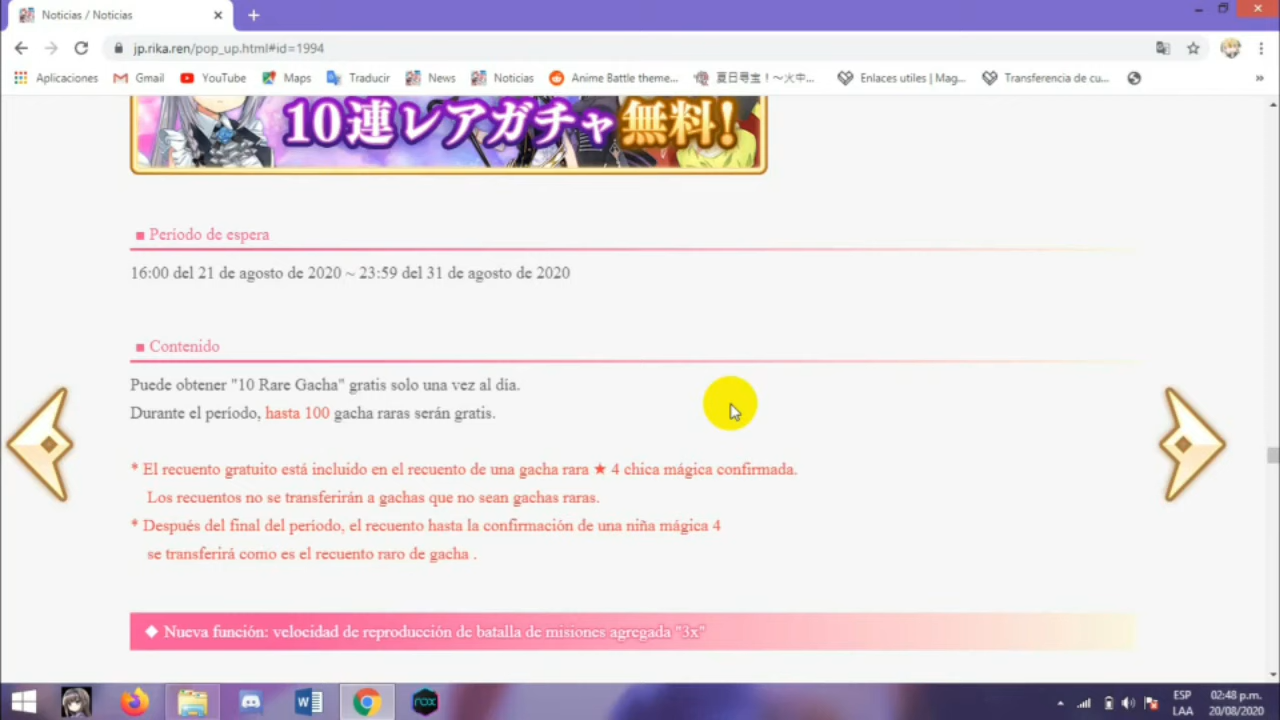 Noticias / Noticias
jp.rika.ren/pop_up.html#id=1994
Aplicaciones Gmail YouTube Maps Traducir News Noticias Anime Battle theme... 夏日尋宝！～火中... Enlaces utiles | Mag... Transferencia de cu... »
10連レアガチャ無料!
■ Período de espera
16:00 del 21 de agosto de 2020 ~ 23:59 del 31 de agosto de 2020
■ Contenido
Puede obtener "10 Rare Gacha" gratis solo una vez al día.
Durante el período, hasta 100 gacha raras serán gratis.
* El recuento gratuito está incluido en el recuento de una gacha rara ★ 4 chica mágica confirmada.
Los recuentos no se transferirán a gachas que no sean gachas raras.
* Después del final del período, el recuento hasta la confirmación de una niña mágica 4
se transferirá como es el recuento raro de gacha .
◆ Nueva función: velocidad de reproducción de batalla de misiones agregada "3x"
nox
ESP 02:48 p.m.
LAA 20/08/2020